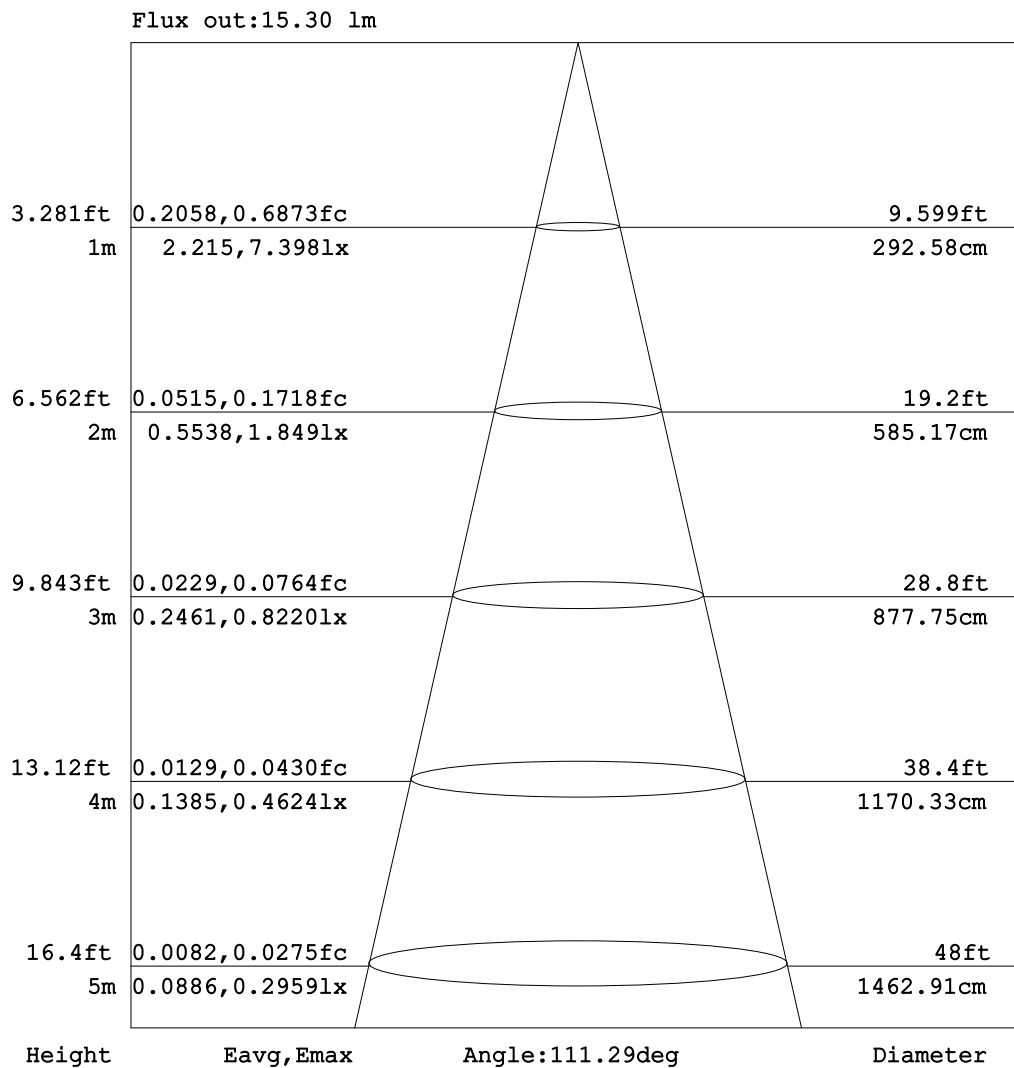 Flux out:15.30 lm
3.281ft 0.2058,0.6873fc 9.599ft
1m 2.215,7.398lx 292.58cm
6.562ft 0.0515,0.1718fc 19.2ft
2m 0.5538,1.849lx 585.17cm
9.843ft 0.0229,0.0764fc 28.8ft
3m 0.2461,0.8220lx 877.75cm
13.12ft 0.0129,0.0430fc 38.4ft
4m 0.1385,0.4624lx 1170.33cm
16.4ft 0.0082,0.0275fc 48ft
5m 0.0886,0.2959lx 1462.91cm
Height Eavg,Emax Angle:111.29deg Diameter